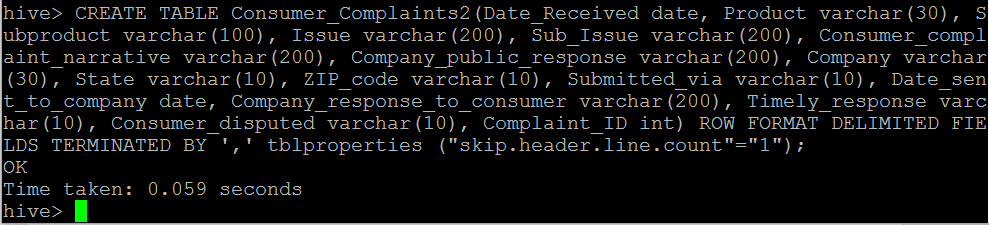 hive> CREATE TABLE Consumer_Complaints2(Date_Received date, Product varchar(30), S
ubproduct varchar(100), Issue varchar(200), Sub_Issue varchar(200), Consumer_compl
aint_narrative varchar(200), Company_public_response varchar(200), Company varchar
(30), State varchar(10), ZIP_code varchar(10), Submitted_via varchar(10), Date_sen
t_to_company date, Company_response_to_consumer varchar(200), Timely_response varc
har(10), Consumer_disputed varchar(10), Complaint_ID int) ROW FORMAT DELIMITED FIE
LDS TERMINATED BY ',' tblproperties ("skip.header.line.count"="1");
OK
Time taken: 0.059 seconds
hive>